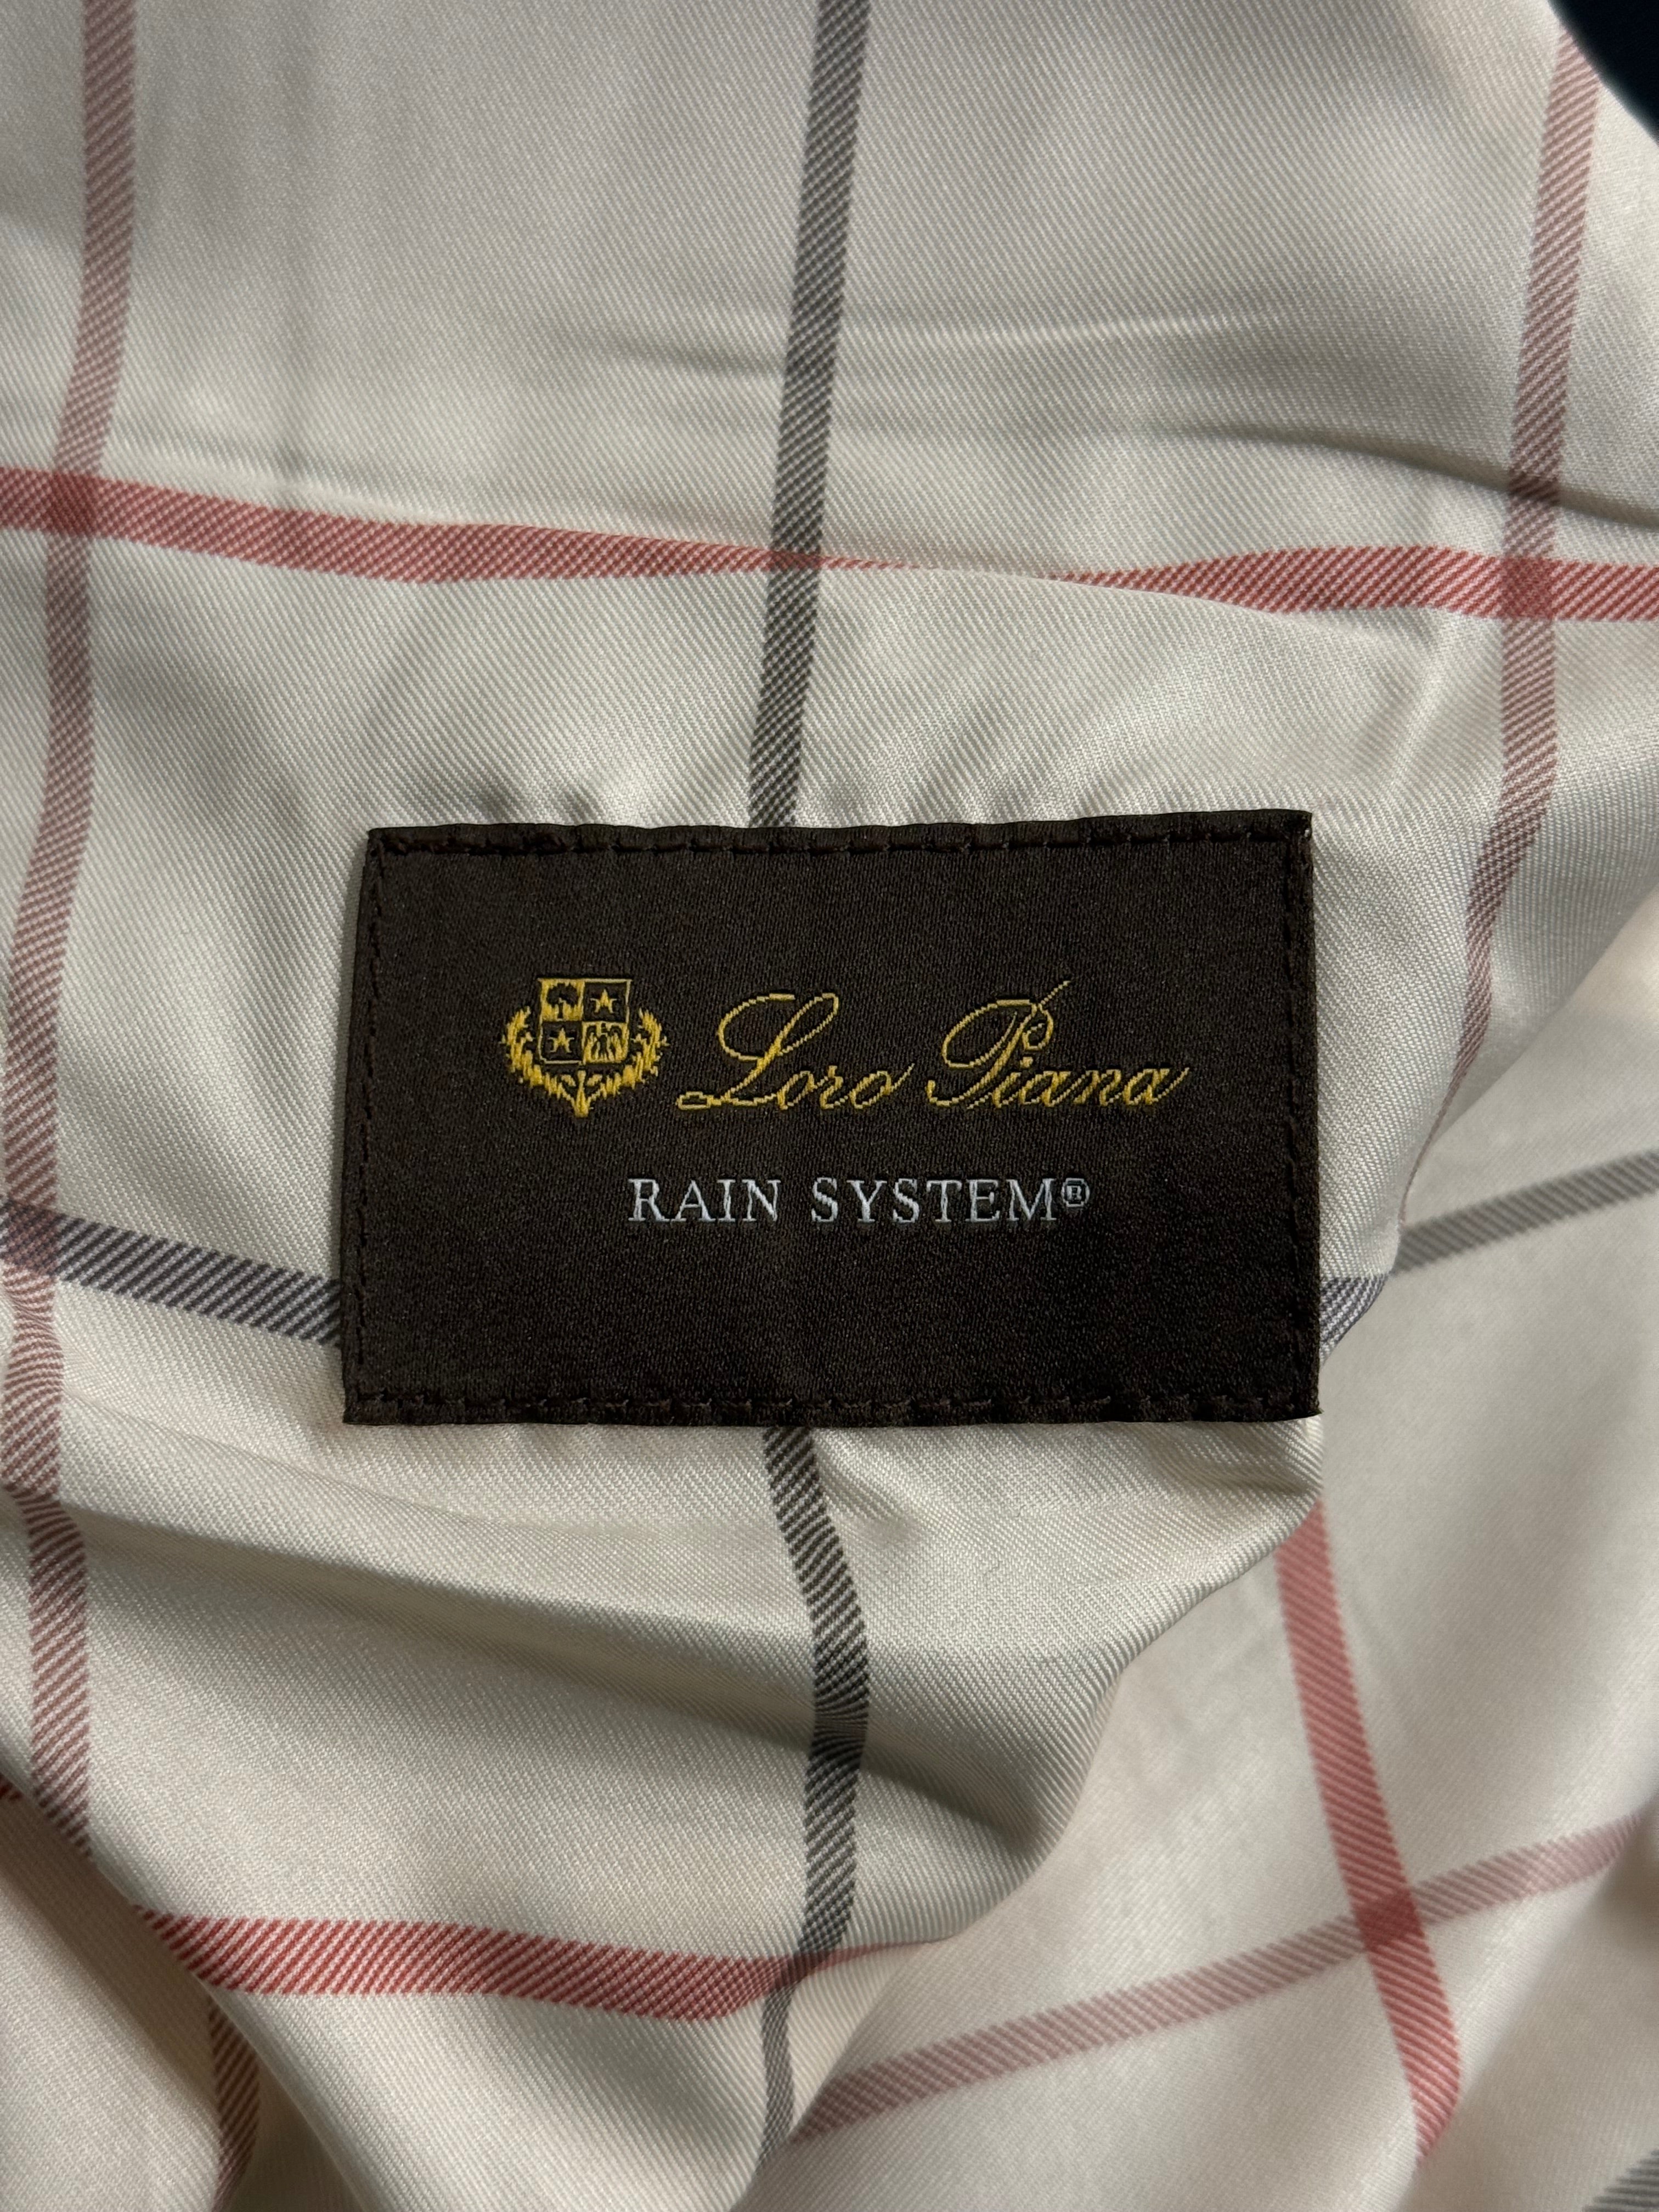 Loro Piana
RAIN SYSTEM®